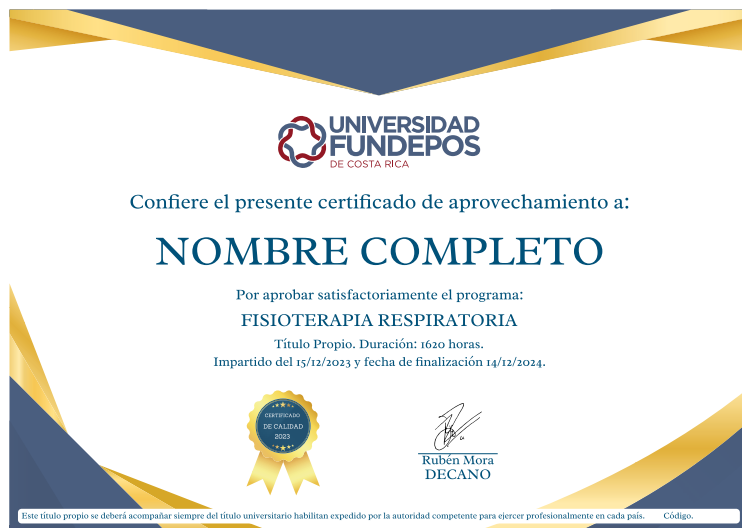 UNIVERSIDAD
FUNDEPOS
DE COSTA RICA
Confiere el presente certificado de aprovechamiento a:
NOMBRE COMPLETO
Por aprobar satisfactoriamente el programa:
FISIOTERAPIA RESPIRATORIA
Título Propio. Duración: 1620 horas.
Impartido del 15/12/2023 y fecha de finalización 14/12/2024.
CERTIFICADO
DE CALIDAD
2023
Rubén Mora
DECANO
Este título propio se deberá acompañar siempre del título universitario habilitan expedido por la autoridad competente para ejercer profesionalmente en cada país. Código.